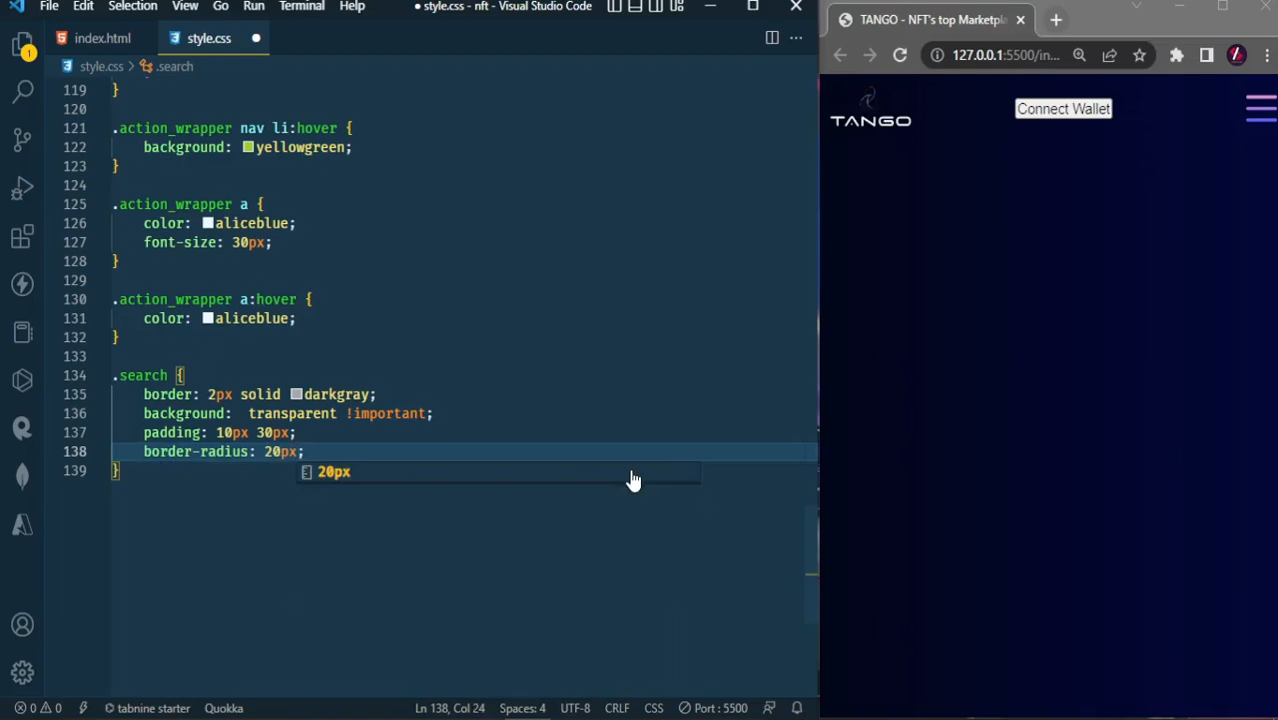 File Edit Selection View Go Run Terminal Help ● style.css - nft - Visual Studio Code
index.html style.css ●
style.css > .search
1
119 }
120
121 .action_wrapper nav li:hover {
122 background: yellowgreen;
123 }
124
125 .action_wrapper a {
126 color: aliceblue;
127 font-size: 30px;
128 }
129
130 .action_wrapper a:hover {
131 color: aliceblue;
132 }
133
134 .search {
135 border: 2px solid darkgray;
136 background:  transparent !important;
137 padding: 10px 30px;
138 border-radius: 20px;
139 }
20px
0 0 tabnine starter Quokka Ln 138, Col 24 Spaces: 4 UTF-8 CRLF CSS Port : 5500
TANGO - NFT's top Marketpla
127.0.0.1:5500/in...
TANGO
Connect Wallet